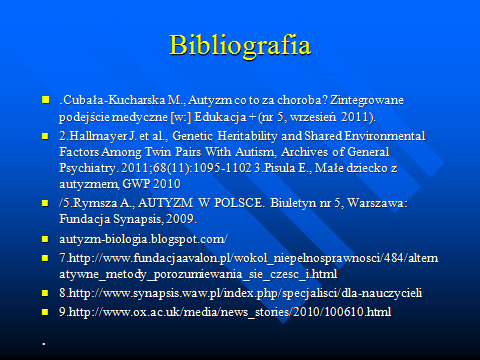 Bibliografia
.Cubała-Kucharska M., Autyzm co to za choroba? Zintegrowane
podejście medyczne [w:] Edukacja + (nr 5, wrzesień 2011).
2.Hallmayer J. et al., Genetic Heritability and Shared Environmental
Factors Among Twin Pairs With Autism, Archives of General
Psychiatry. 2011;68(11):1095-1102 3.Pisula E., Małe dziecko z
autyzmem, GWP 2010
/5.Rymsza A., AUTYZM W POLSCE. Biuletyn nr 5, Warszawa:
Fundacja Synapsis, 2009.
autyzm-biologia.blogspot.com/
7.http://www.fundacjaavalon.pl/wokol_niepelnosprawnosci/484/altern
atywne_metody_porozumiewania_sie_czesc_i.html
8.http://www.synapsis.waw.pl/index.php/specjalisci/dla-nauczycieli
9.http://www.ox.ac.uk/media/news_stories/2010/100610.html
.